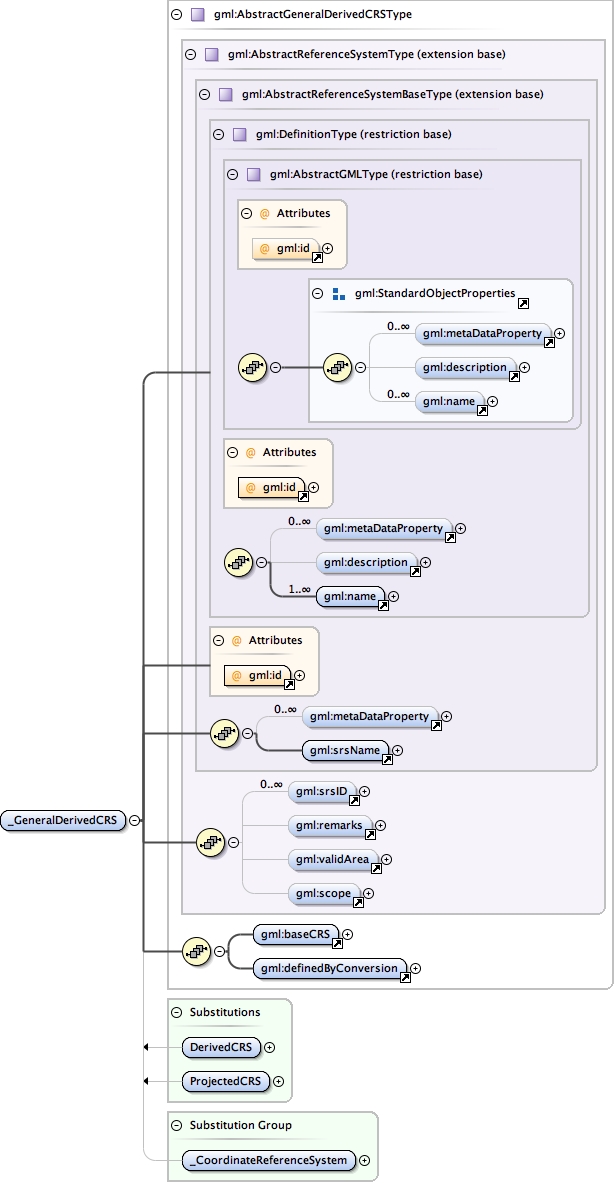 gml:AbstractGeneralDerivedCRSType
gml:AbstractReferenceSystemType (extension base)
gml:AbstractReferenceSystemBaseType (extension base)
gml:DefinitionType (restriction base)
gml:AbstractGMLType (restriction base)
@ Attributes
@ gml:id
gml:StandardObjectProperties
0..∞
gml:metaDataProperty
gml:description
0..∞
gml:name
@ Attributes
@ gml:id
0..∞
gml:metaDataProperty
gml:description
1..∞
gml:name
@ Attributes
@ gml:id
0..∞
gml:metaDataProperty
gml:srsName
0..∞
gml:srsID
_GeneralDerivedCRS
gml:remarks
gml:validArea
gml:scope
gml:baseCRS
gml:definedByConversion
Substitutions
DerivedCRS
ProjectedCRS
Substitution Group
_CoordinateReferenceSystem